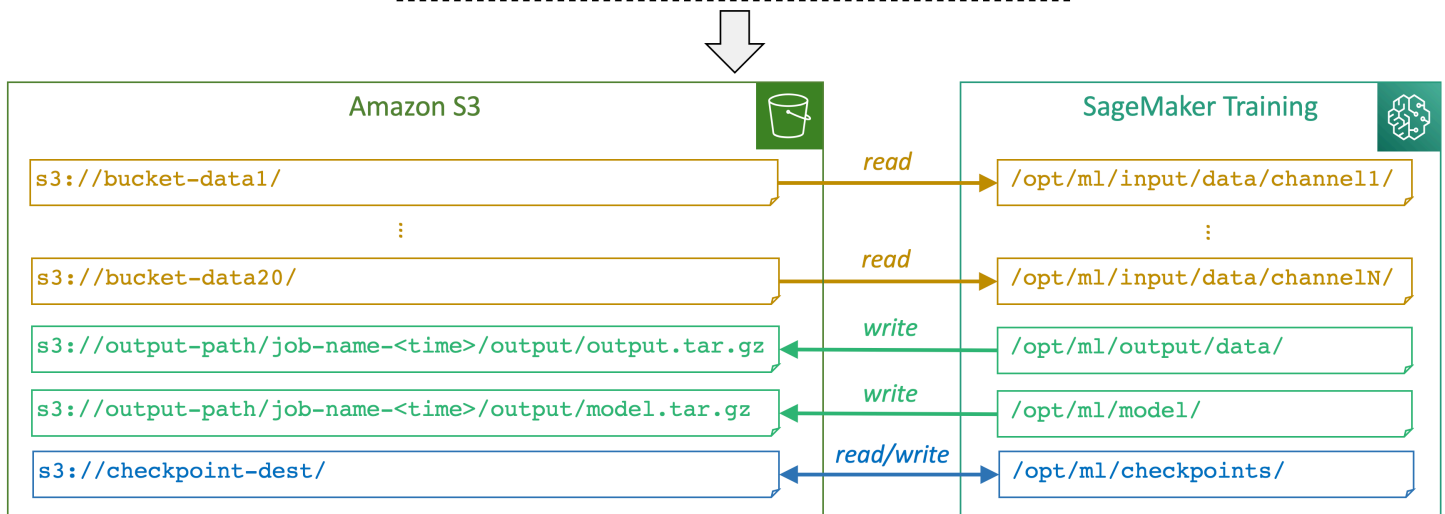 Amazon S3
SageMaker Training
s3://bucket-data1/
read
/opt/ml/input/data/channel1/
⋮
⋮
s3://bucket-data20/
read
/opt/ml/input/data/channelN/
s3://output-path/job-name-<time>/output/output.tar.gz
write
/opt/ml/output/data/
s3://output-path/job-name-<time>/output/model.tar.gz
write
/opt/ml/model/
s3://checkpoint-dest/
read/write
/opt/ml/checkpoints/